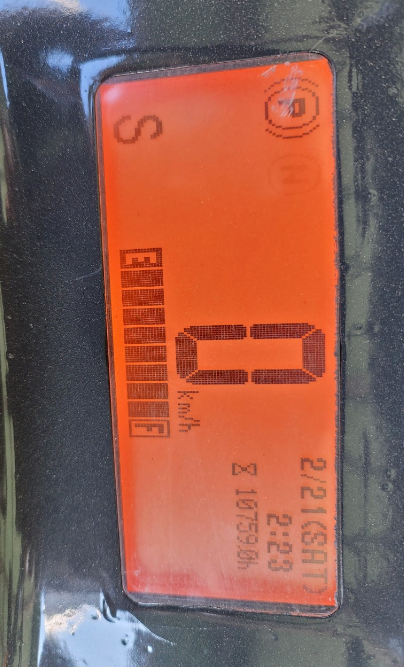 (P)
N
S
0 km/h
E F
2/21(SAT)
2:23
10759.0h